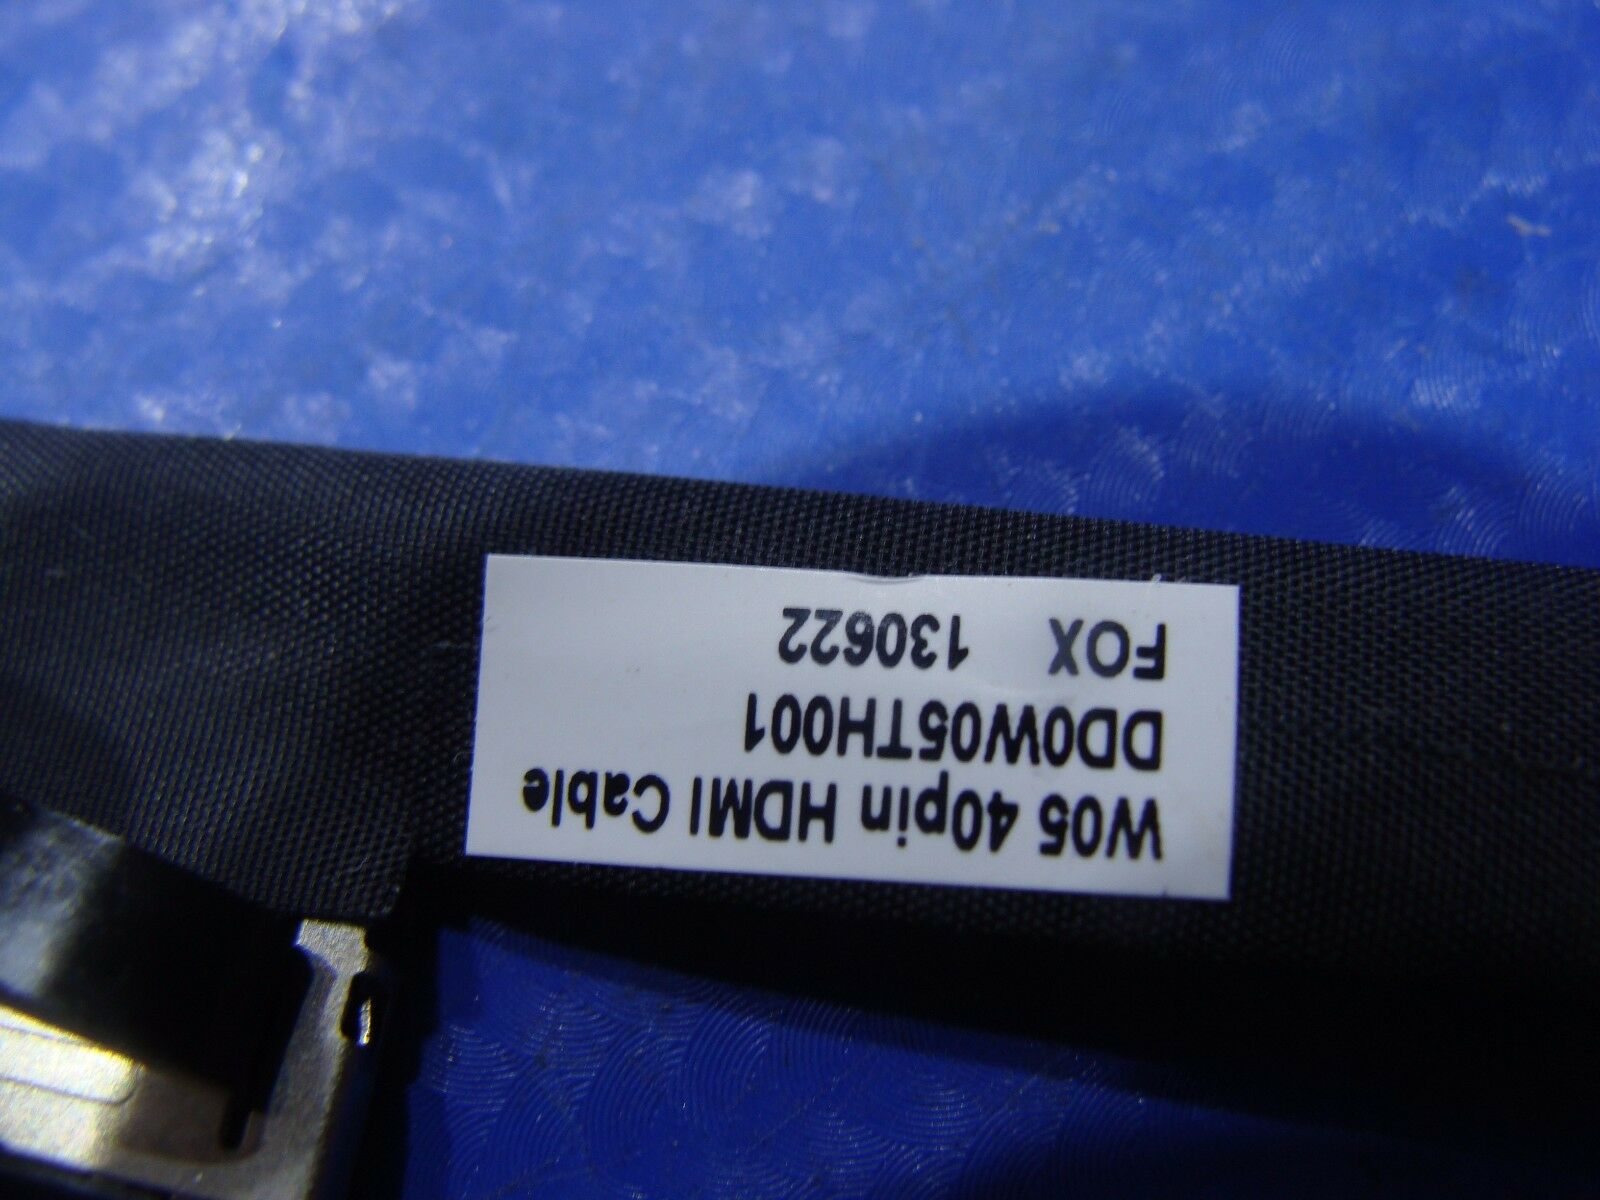 W05 40pin HDMI Cable
DD0W05TH001
FOX 130622